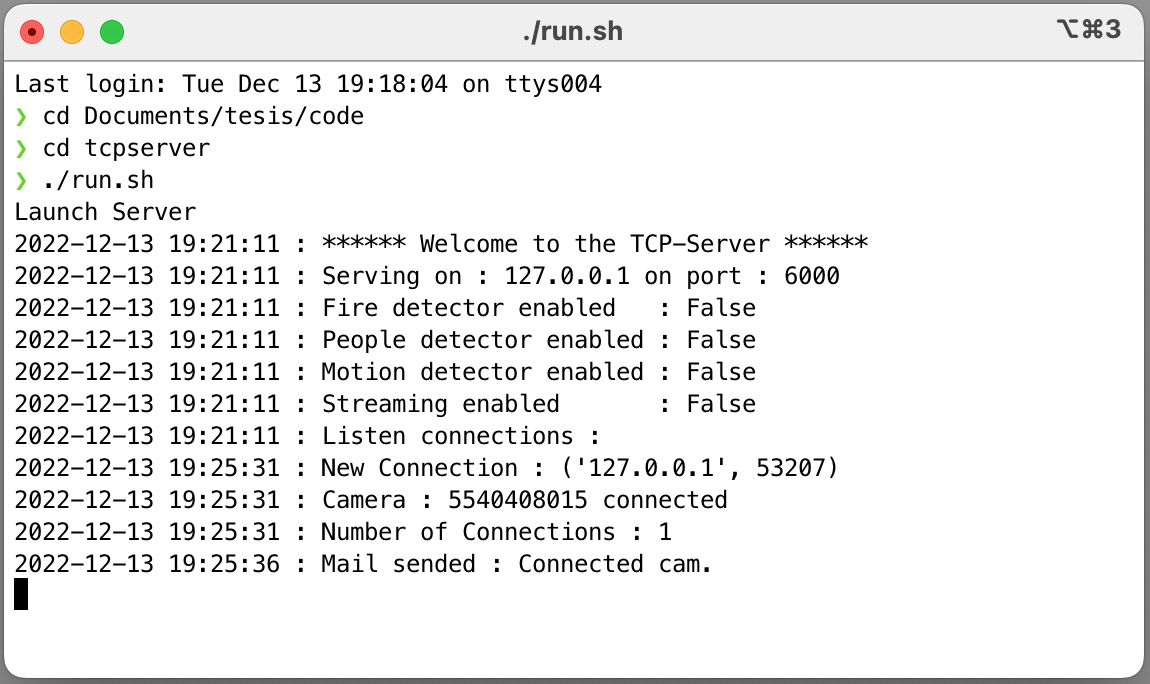 ./run.sh
⌥⌘3
Last login: Tue Dec 13 19:18:04 on ttys004
❯ cd Documents/tesis/code
❯ cd tcpserver
❯ ./run.sh
Launch Server
2022-12-13 19:21:11 : ****** Welcome to the TCP-Server ******
2022-12-13 19:21:11 : Serving on : 127.0.0.1 on port : 6000
2022-12-13 19:21:11 : Fire detector enabled   : False
2022-12-13 19:21:11 : People detector enabled : False
2022-12-13 19:21:11 : Motion detector enabled : False
2022-12-13 19:21:11 : Streaming enabled       : False
2022-12-13 19:21:11 : Listen connections :
2022-12-13 19:25:31 : New Connection : ('127.0.0.1', 53207)
2022-12-13 19:25:31 : Camera : 5540408015 connected
2022-12-13 19:25:31 : Number of Connections : 1
2022-12-13 19:25:36 : Mail sended : Connected cam.